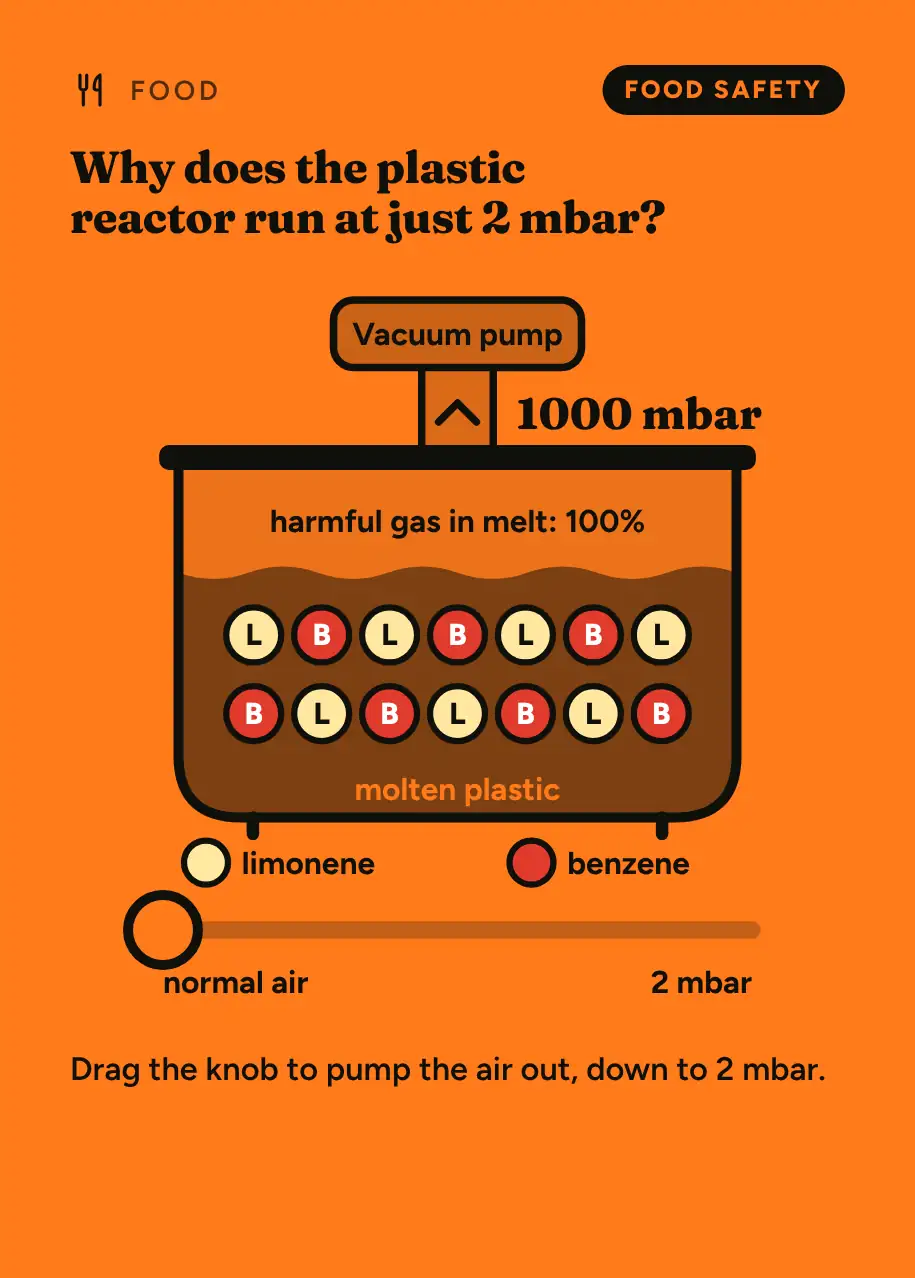 FOOD
FOOD SAFETY
Why does the plastic
reactor run at just 2 mbar?
Vacuum pump
1000 mbar
harmful gas in melt: 100%
L B L B L B L
B L B L B L B
molten plastic
limonene
benzene
normal air
2 mbar
Drag the knob to pump the air out, down to 2 mbar.